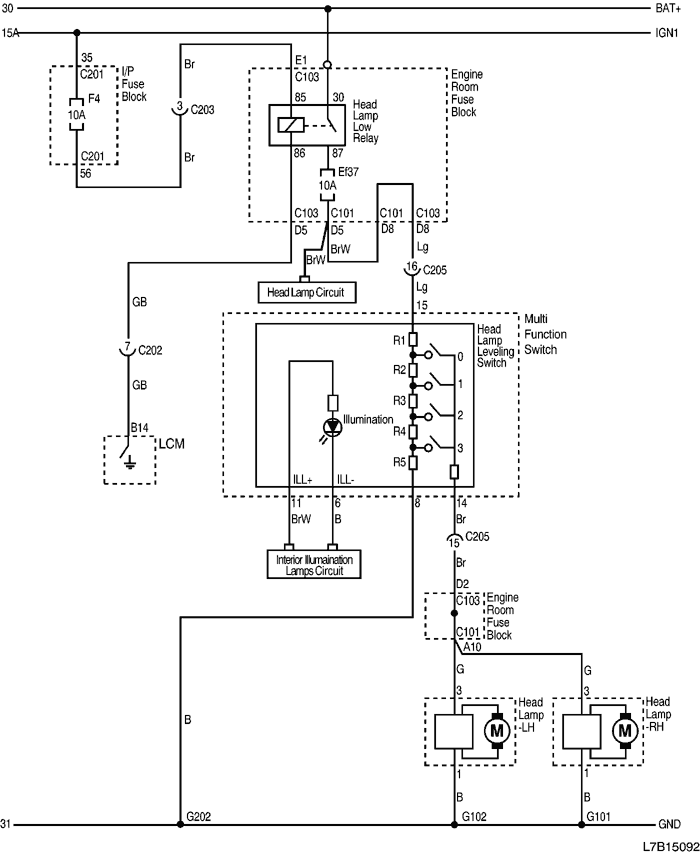 30 BAT+
15A IGN1
35
C201
I/P
Fuse
Block
F4
10A
C201
56
Br
3 C203
Br
E1
C103
Engine
Room
Fuse
Block
85 30
Head
Lamp
Low
Relay
86 87
Ef37
10A
C103 C101 C101 C103
D5 D5 D8 D8
BrW
BrW
Lg
Head Lamp Circuit
16 C205
Lg
15
GB
7 C202
GB
B14
LCM
Multi
Function
Switch
Head
Lamp
Leveling
Switch
R1
0
R2
1
R3
2
R4
3
R5
Illumination
ILL+ ILL-
11 6 8 14
BrW B Br
Interior Illumaination
Lamps Circuit
15 C205
Br
D2
C103
Engine
Room
Fuse
Block
C101
A10
G G
3 3
Head
Lamp
-LH
M
Head
Lamp
-RH
M
1 1
B B B
31 G202 G102 G101 GND
L7B15092